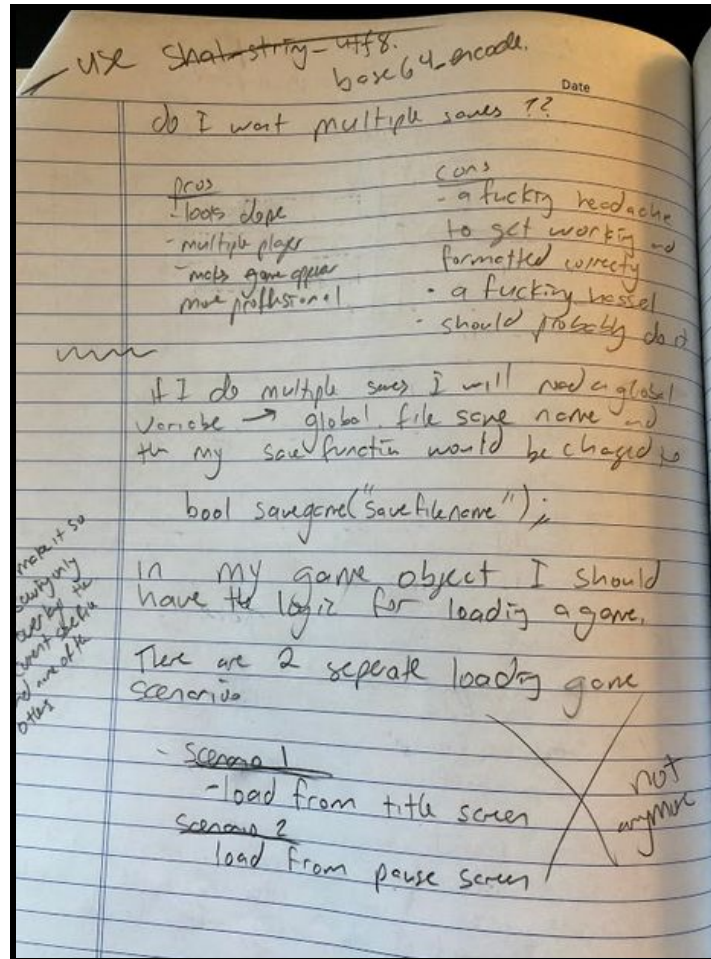 - use sha1_string_utf8.
base64_encode.
Date
do I want multiple saves ??
pros
- looks dope
- multiple player
- makes game appear
more proffesional
cons
- a fucking headache
to get working and
formatted correctly
- a fucking hassel
- should probably do it
if I do multiple saves I will need a global
variable → global.file save name and
then my save function would be changed to
bool savegame("savefilename");
make it so
saving only
overlap the
current savefile
and none of the
others
in my game object I should
have the logic for loading a game.
There are 2 seperate loading game
scenarios
- Scenario 1
- load from title screen
Scenario 2
load from pause screen
not
anymore